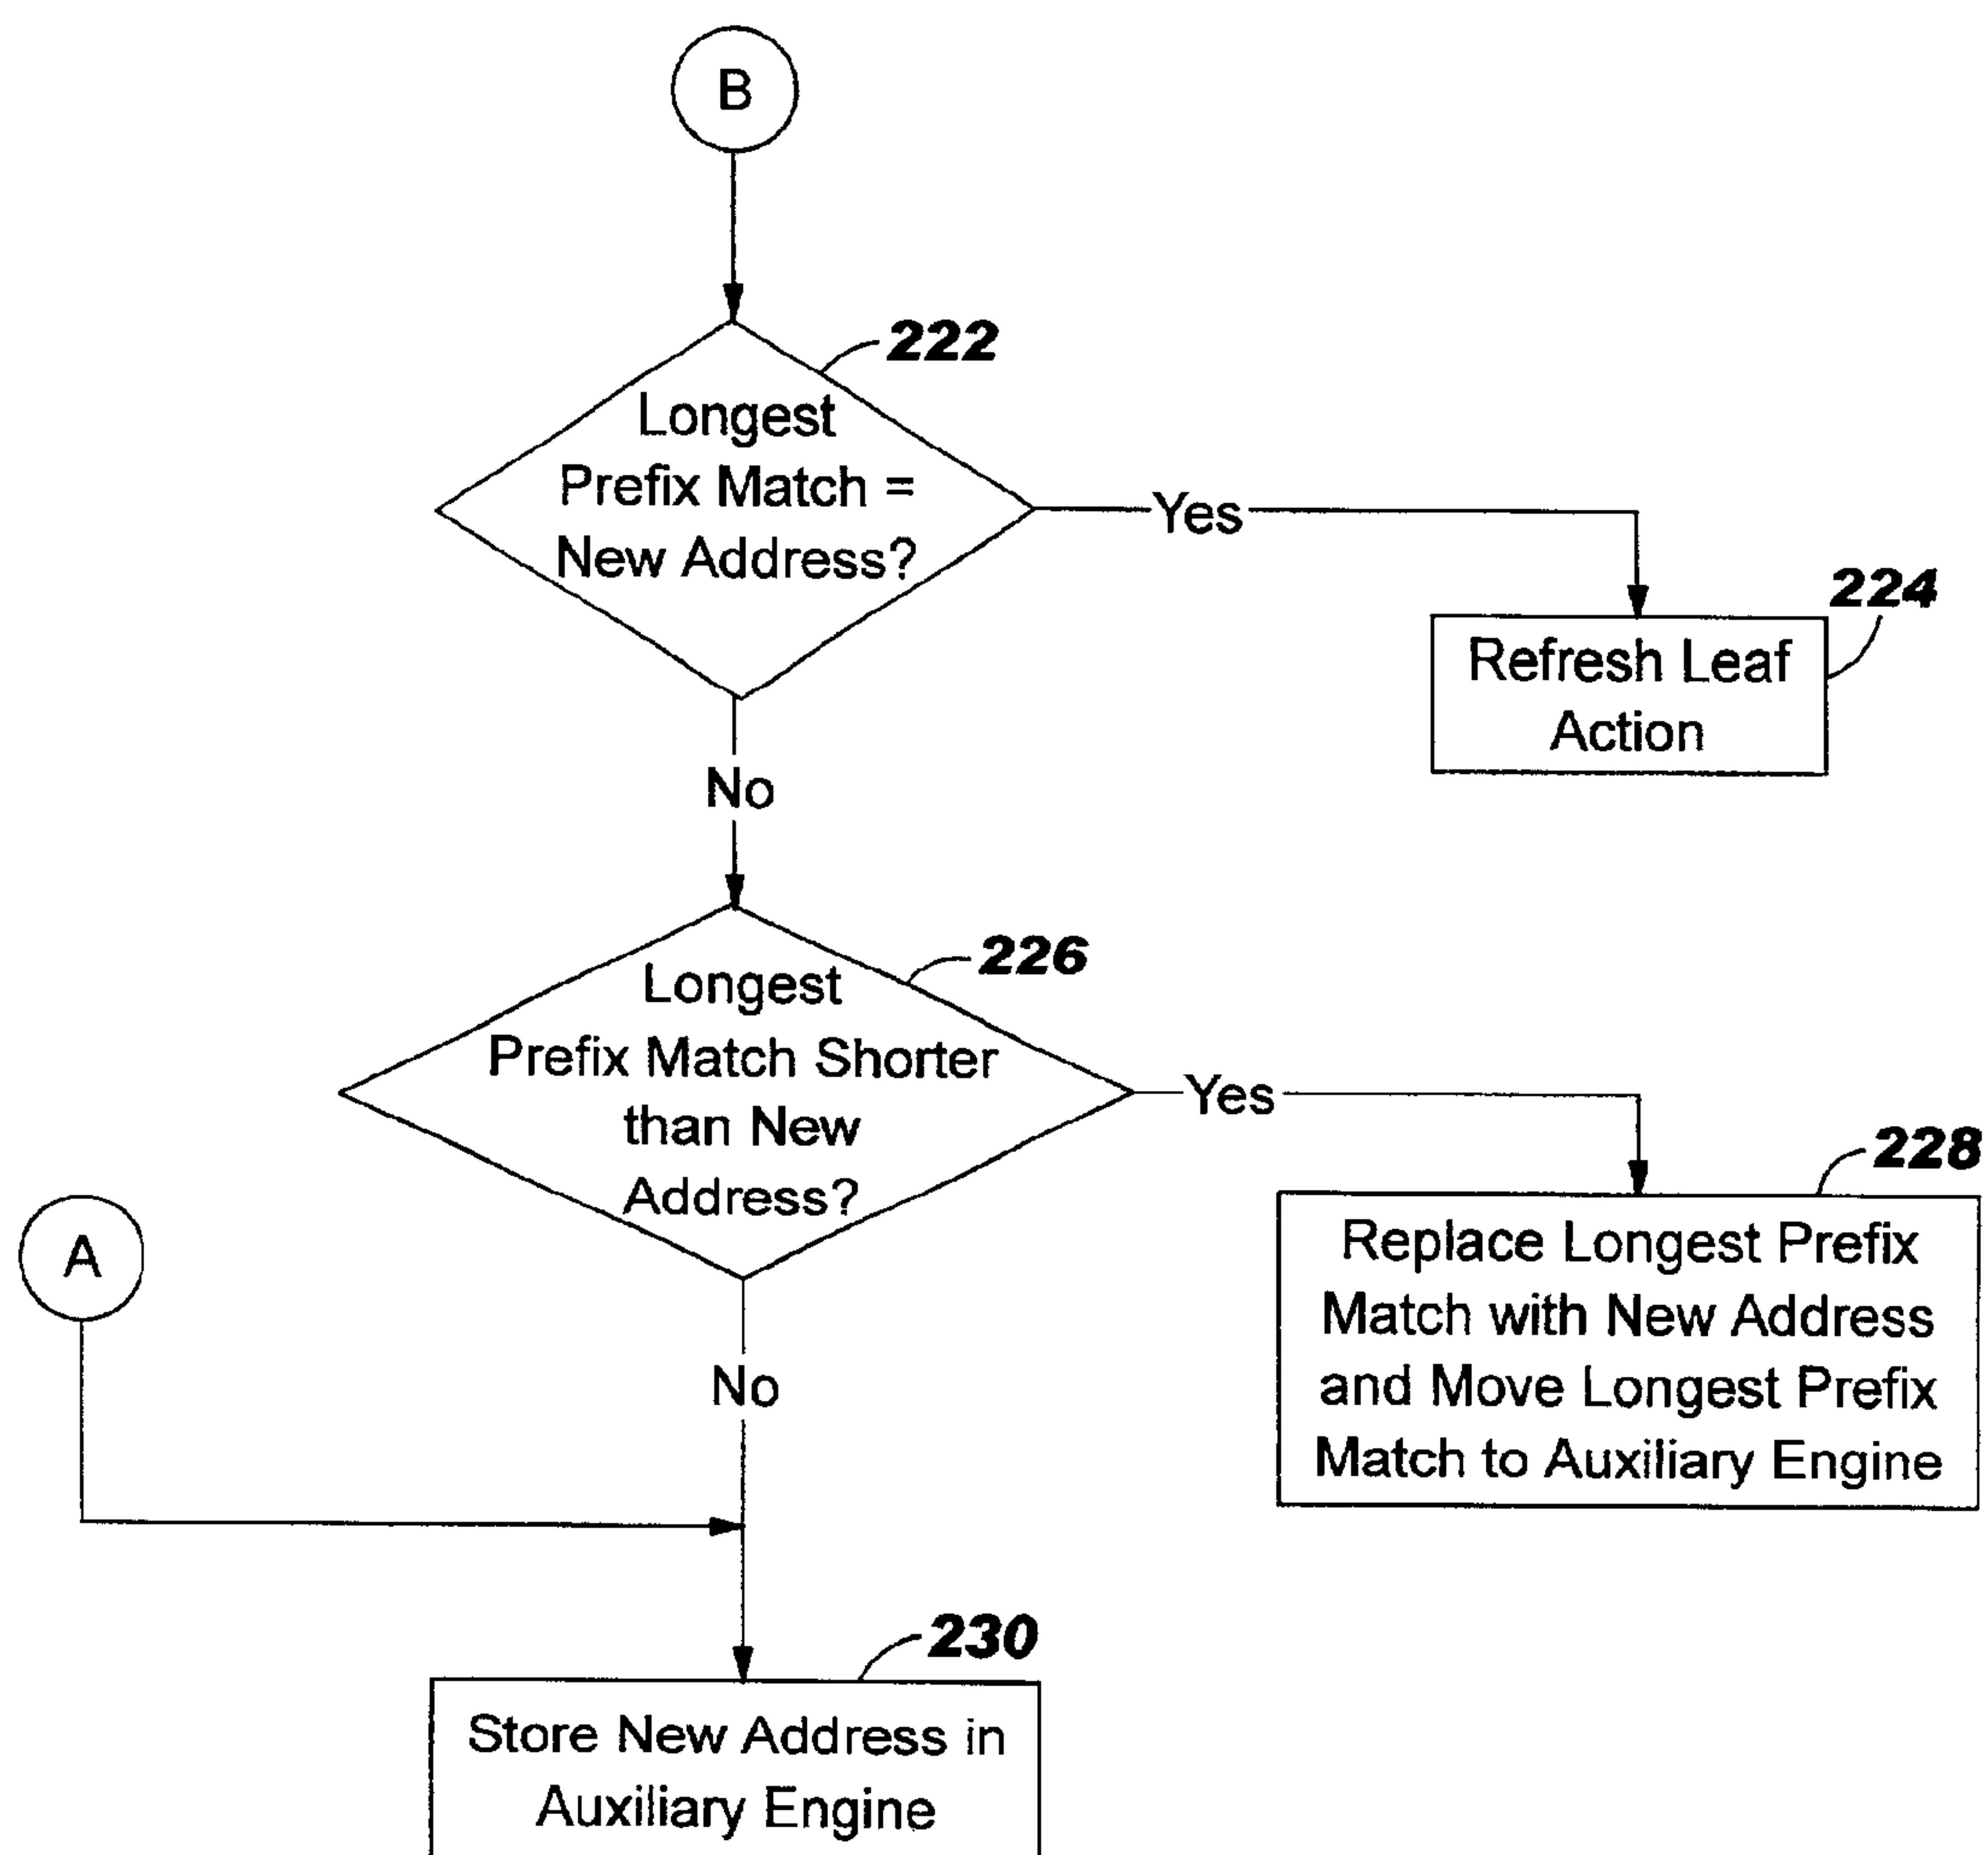 B
222
Longest
Prefix Match =
New Address?
Yes
224
Refresh Leaf
Action
No
226
Longest
Prefix Match Shorter
than New
Address?
Yes
228
Replace Longest Prefix
Match with New Address
and Move Longest Prefix
Match to Auxiliary Engine
A
No
230
Store New Address in
Auxiliary Engine